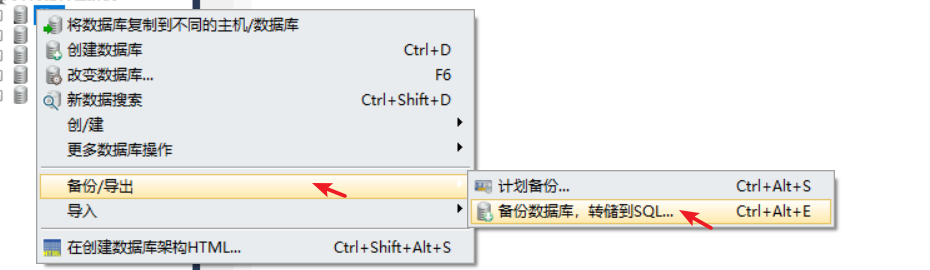 将数据库复制到不同的主机/数据库
创建数据库 Ctrl+D
改变数据库... F6
新数据搜索 Ctrl+Shift+D
创/建
更多数据库操作
备份/导出
计划备份... Ctrl+Alt+S
导入
备份数据库，转储到SQL... Ctrl+Alt+E
在创建数据库架构HTML... Ctrl+Shift+Alt+S